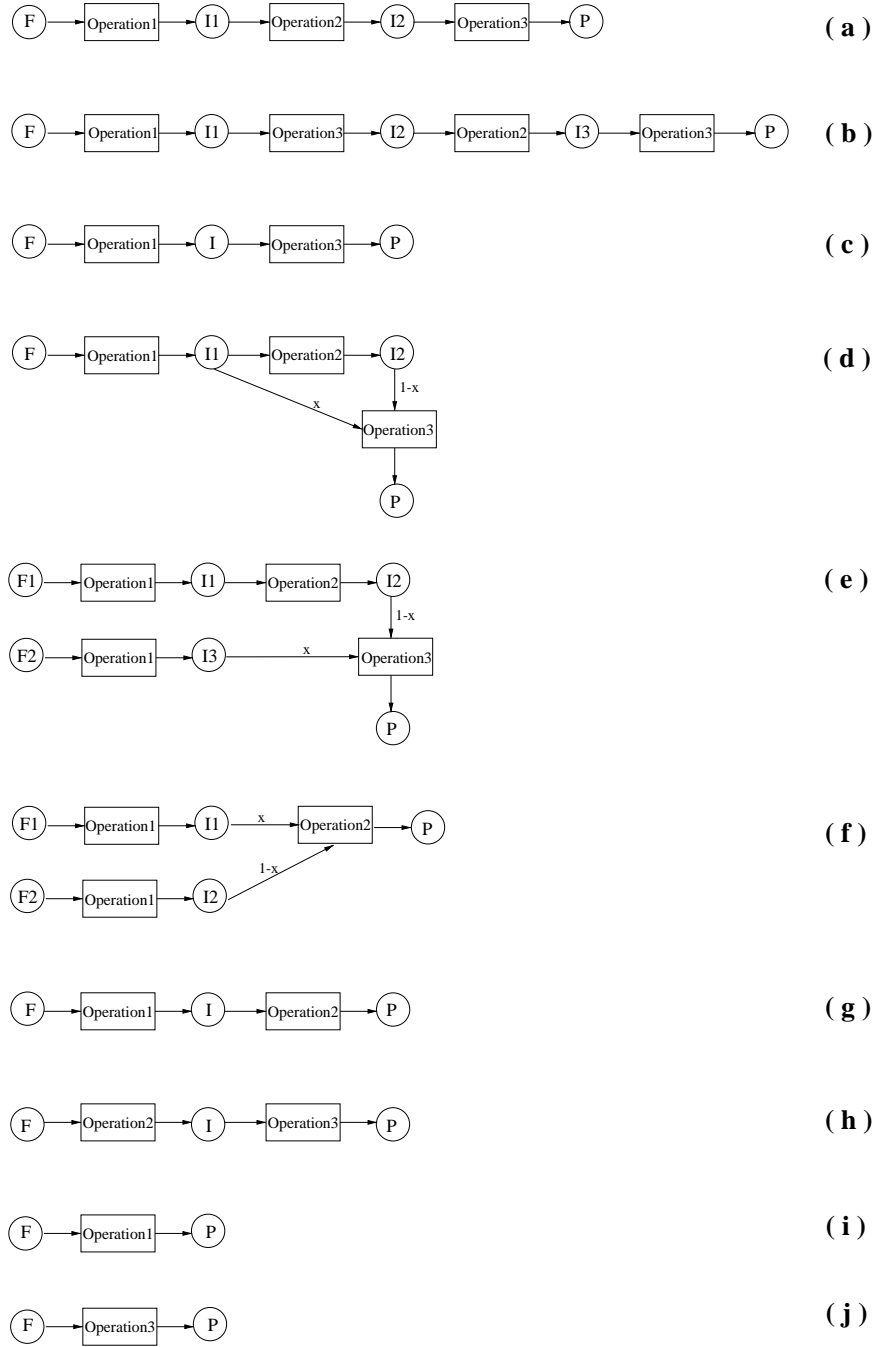 F Operation1 I1 Operation2 I2 Operation3 P ( a )
F Operation1 I1 Operation3 I2 Operation2 I3 Operation3 P ( b )
F Operation1 I Operation3 P ( c )
F Operation1 I1 Operation2 I2 ( d )
x 1-x
Operation3
P
F1 Operation1 I1 Operation2 I2 ( e )
1-x
F2 Operation1 I3 x Operation3
P
F1 Operation1 I1 x Operation2 P ( f )
1-x
F2 Operation1 I2
F Operation1 I Operation2 P ( g )
F Operation2 I Operation3 P ( h )
F Operation1 P ( i )
F Operation3 P ( j )